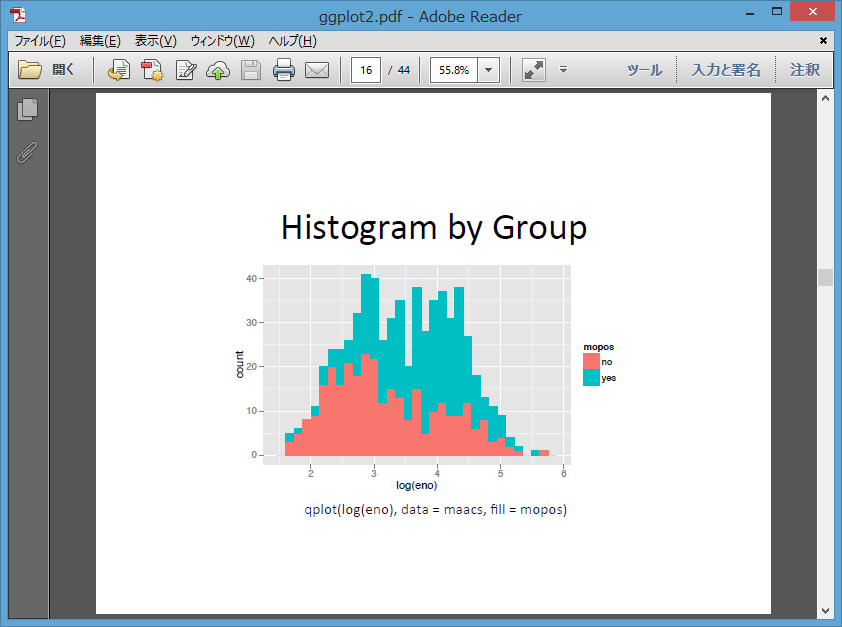 ggplot2.pdf - Adobe Reader
ファイル(F) 編集(E) 表示(V) ウィンドウ(W) ヘルプ(H)
開く 16 / 44 55.8% ツール 入力と署名 注釈
Histogram by Group
40
30
20
10
0
count
2 3 4 5 6
log(eno)
mopos
no
yes
qplot(log(eno), data = maacs, fill = mopos)